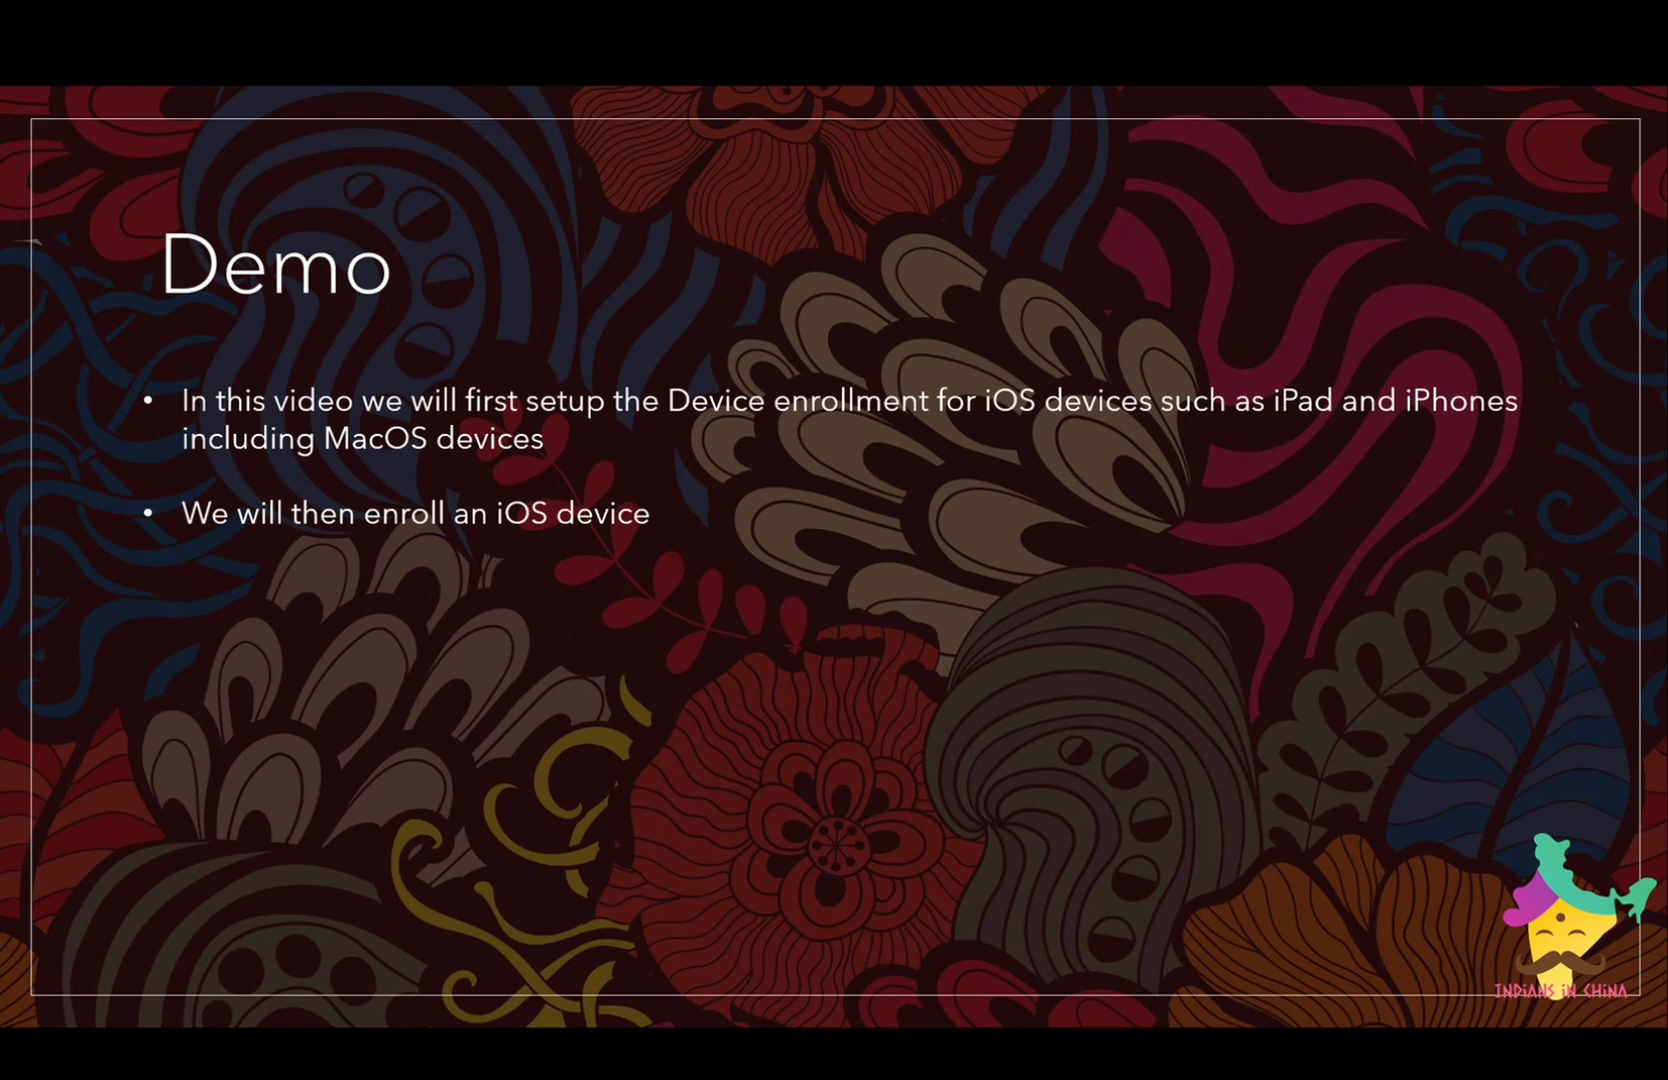 Demo
• In this video we will first setup the Device enrollment for iOS devices such as iPad and iPhones
including MacOS devices
• We will then enroll an iOS device
INDiANS iN CHiNA